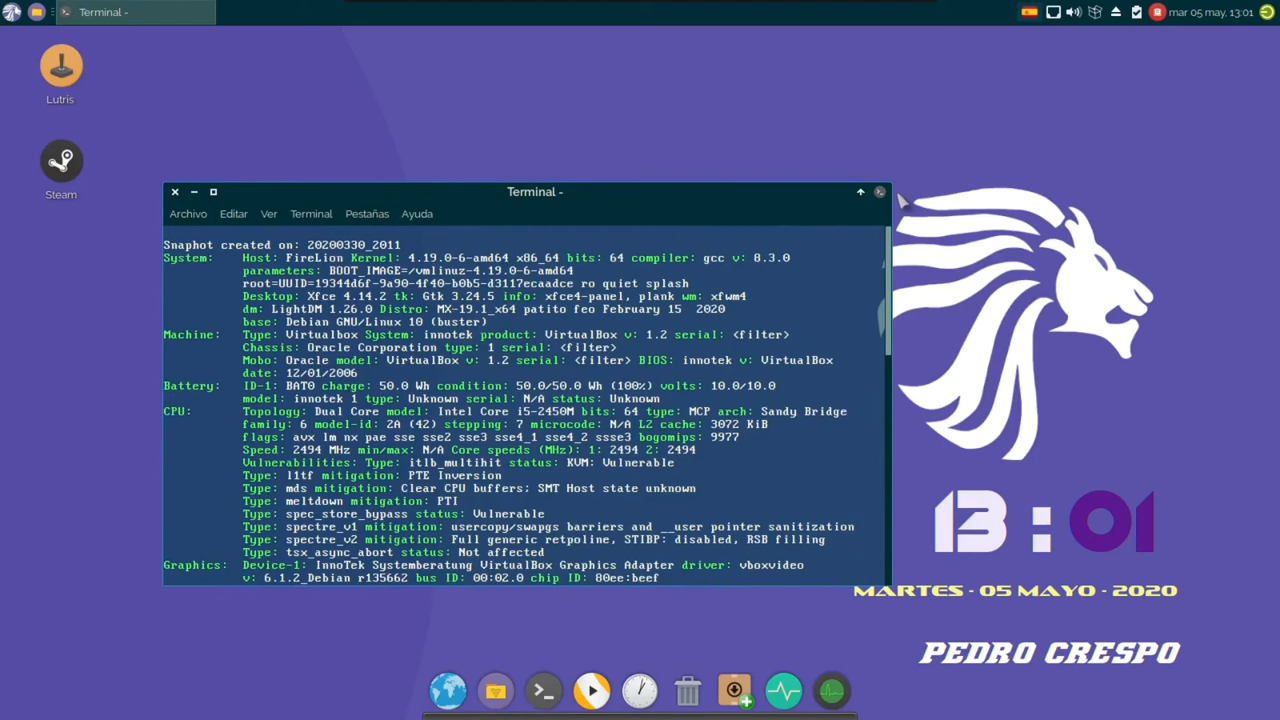 Terminal -
mar 05 may, 13:01
Lutris
Steam
Terminal -
Archivo Editar Ver Terminal Pestañas Ayuda
Snaphot created on: 20200330_2011
System: Host: FireLion Kernel: 4.19.0-6-amd64 x86_64 bits: 64 compiler: gcc v: 8.3.0
parameters: BOOT_IMAGE=/vmlinuz-4.19.0-6-amd64
root=UUID=19344d6f-9a90-4f40-b0b5-d3117ecaadce ro quiet splash
Desktop: Xfce 4.14.2 tk: Gtk 3.24.5 info: xfce4-panel, plank wm: xfwm4
dm: LightDM 1.26.0 Distro: MX-19.1_x64 patito feo February 15 2020
base: Debian GNU/Linux 10 (buster)
Machine: Type: Virtualbox System: innotek product: VirtualBox v: 1.2 serial: <filter>
Chassis: Oracle Corporation type: 1 serial: <filter>
Mobo: Oracle model: VirtualBox v: 1.2 serial: <filter> BIOS: innotek v: VirtualBox
date: 12/01/2006
Battery: ID-1: BAT0 charge: 50.0 Wh condition: 50.0/50.0 Wh (100%) volts: 10.0/10.0
model: innotek 1 type: Unknown serial: N/A status: Unknown
CPU: Topology: Dual Core model: Intel Core i5-2450M bits: 64 type: MCP arch: Sandy Bridge
family: 6 model-id: 2A (42) stepping: 7 microcode: N/A L2 cache: 3072 KiB
flags: avx lm nx pae sse sse2 sse3 sse4_1 sse4_2 ssse3 bogomips: 9977
Speed: 2494 MHz min/max: N/A Core speeds (MHz): 1: 2494 2: 2494
Vulnerabilities: Type: itlb_multihit status: KVM: Vulnerable
Type: l1tf mitigation: PTE Inversion
Type: mds mitigation: Clear CPU buffers; SMT Host state unknown
Type: meltdown mitigation: PTI
Type: spec_store_bypass status: Vulnerable
Type: spectre_v1 mitigation: usercopy/swapgs barriers and __user pointer sanitization
Type: spectre_v2 mitigation: Full generic retpoline, STIBP: disabled, RSB filling
Type: tsx_async_abort status: Not affected
Graphics: Device-1: InnoTek Systemberatung VirtualBox Graphics Adapter driver: vboxvideo
v: 6.1.2_Debian r135662 bus ID: 00:02.0 chip ID: 80ee:beef
13 : 01
MARTES - 05 MAYO - 2020
PEDRO CRESPO